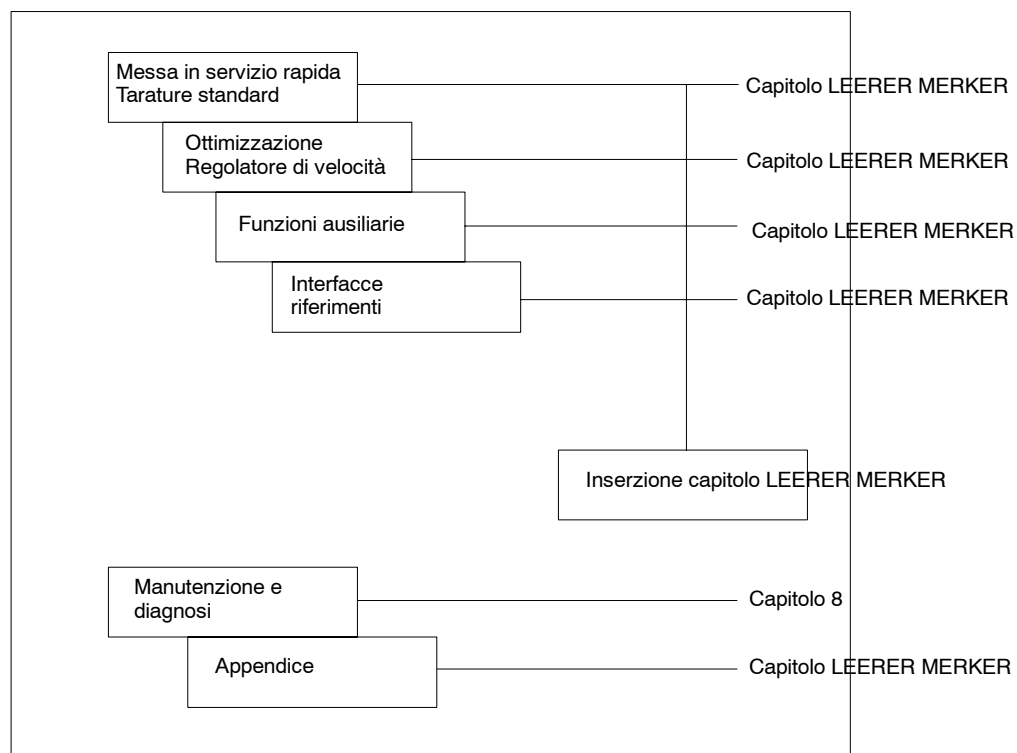 Messa in servizio rapida
Tarature standard
Capitolo LEERER MERKER
Ottimizzazione
Regolatore di velocità
Capitolo LEERER MERKER
Funzioni ausiliarie
Capitolo LEERER MERKER
Interfacce
riferimenti
Capitolo LEERER MERKER
Inserzione capitolo LEERER MERKER
Manutenzione e
diagnosi
Capitolo 8
Appendice
Capitolo LEERER MERKER